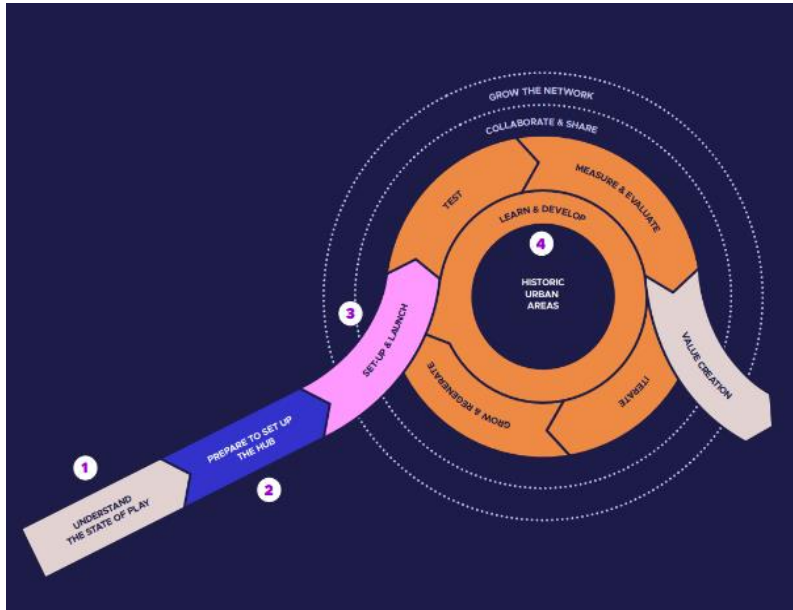 GROW THE NETWORK
COLLABORATE & SHARE
TEST
MEASURE & EVALUATE
LEARN & DEVELOP
4
HISTORIC
URBAN
AREAS
3
SET-UP & LAUNCH
VALUE CREATION
GROW & REGENERATE
ITERATE
PREPARE TO SET UP
THE HUB
2
1
UNDERSTAND
THE STATE OF PLAY